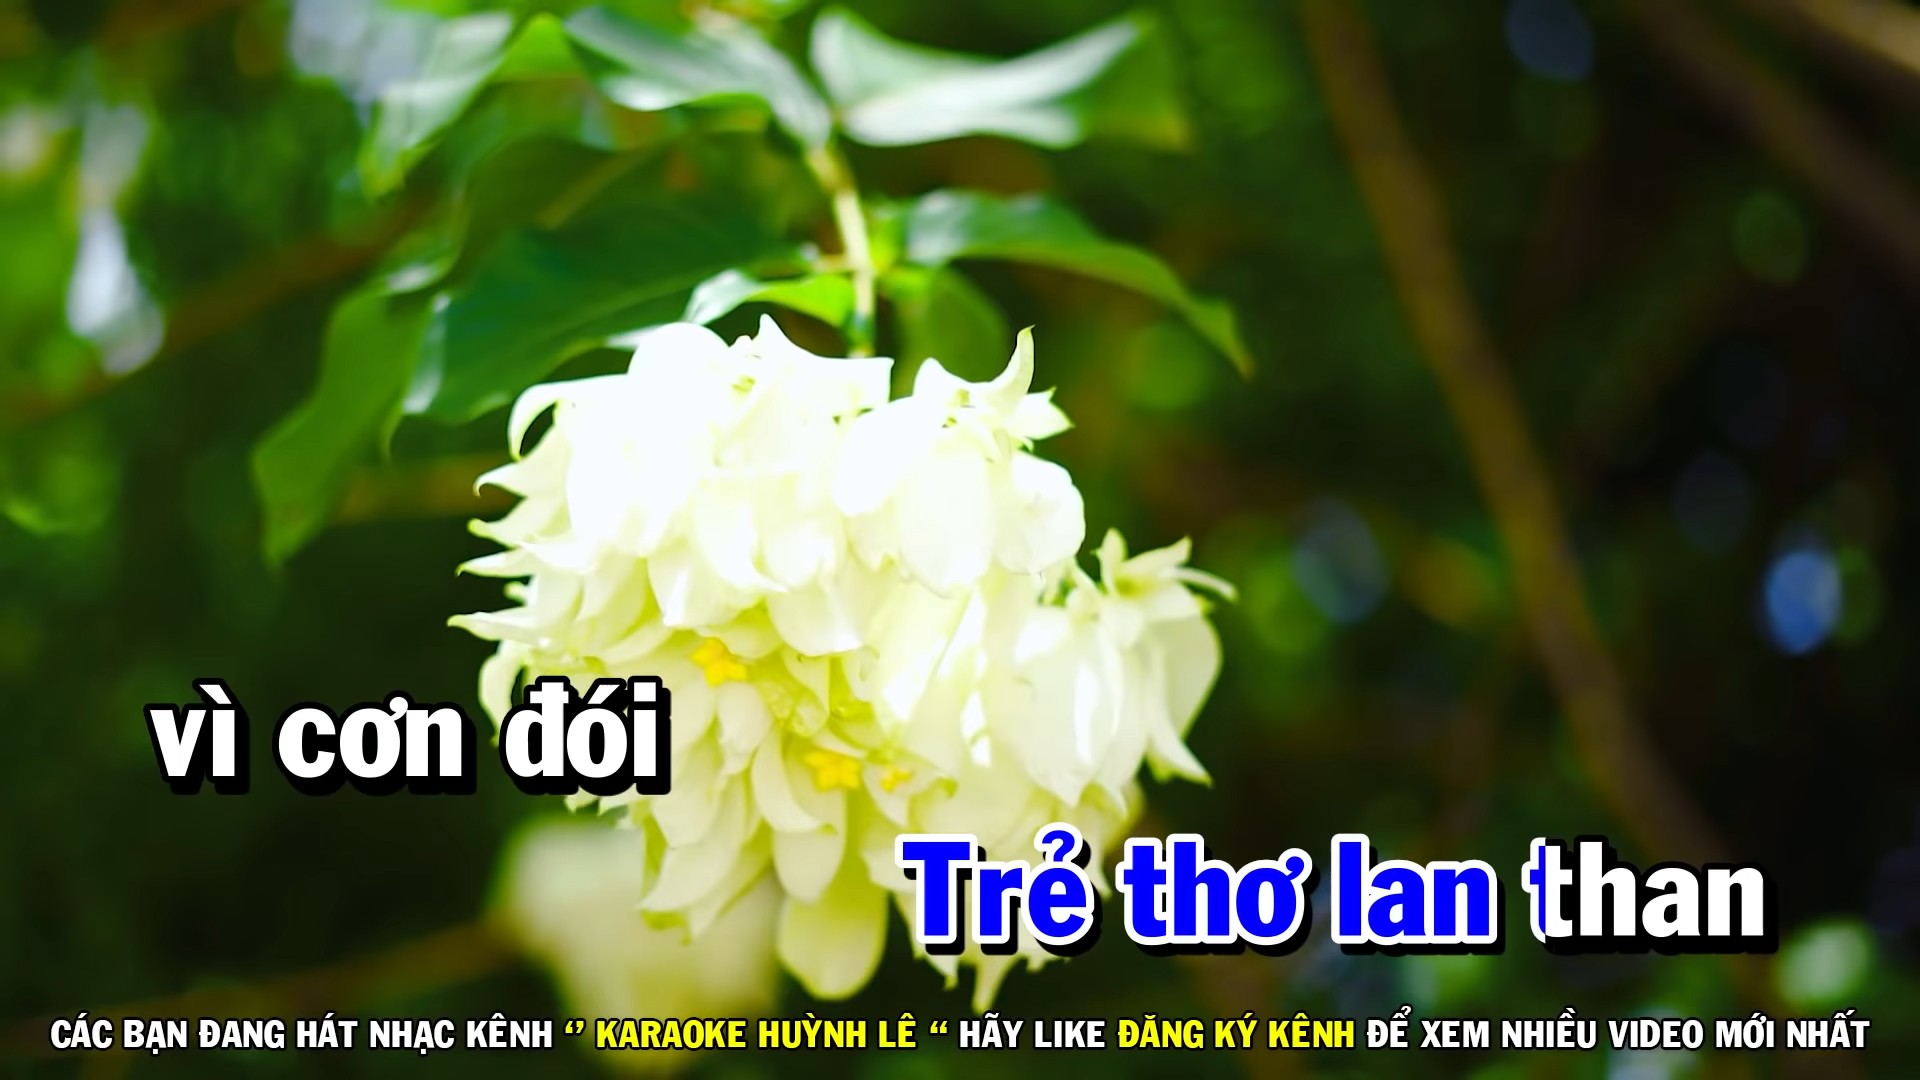 vì cơn đói
Trẻ thơ lan than
CÁC BẠN ĐANG HÁT NHẠC KÊNH “ KARAOKE HUỲNH LÊ “ HÃY LIKE ĐĂNG KÝ KÊNH ĐỂ XEM NHIỀU VIDEO MỚI NHẤT